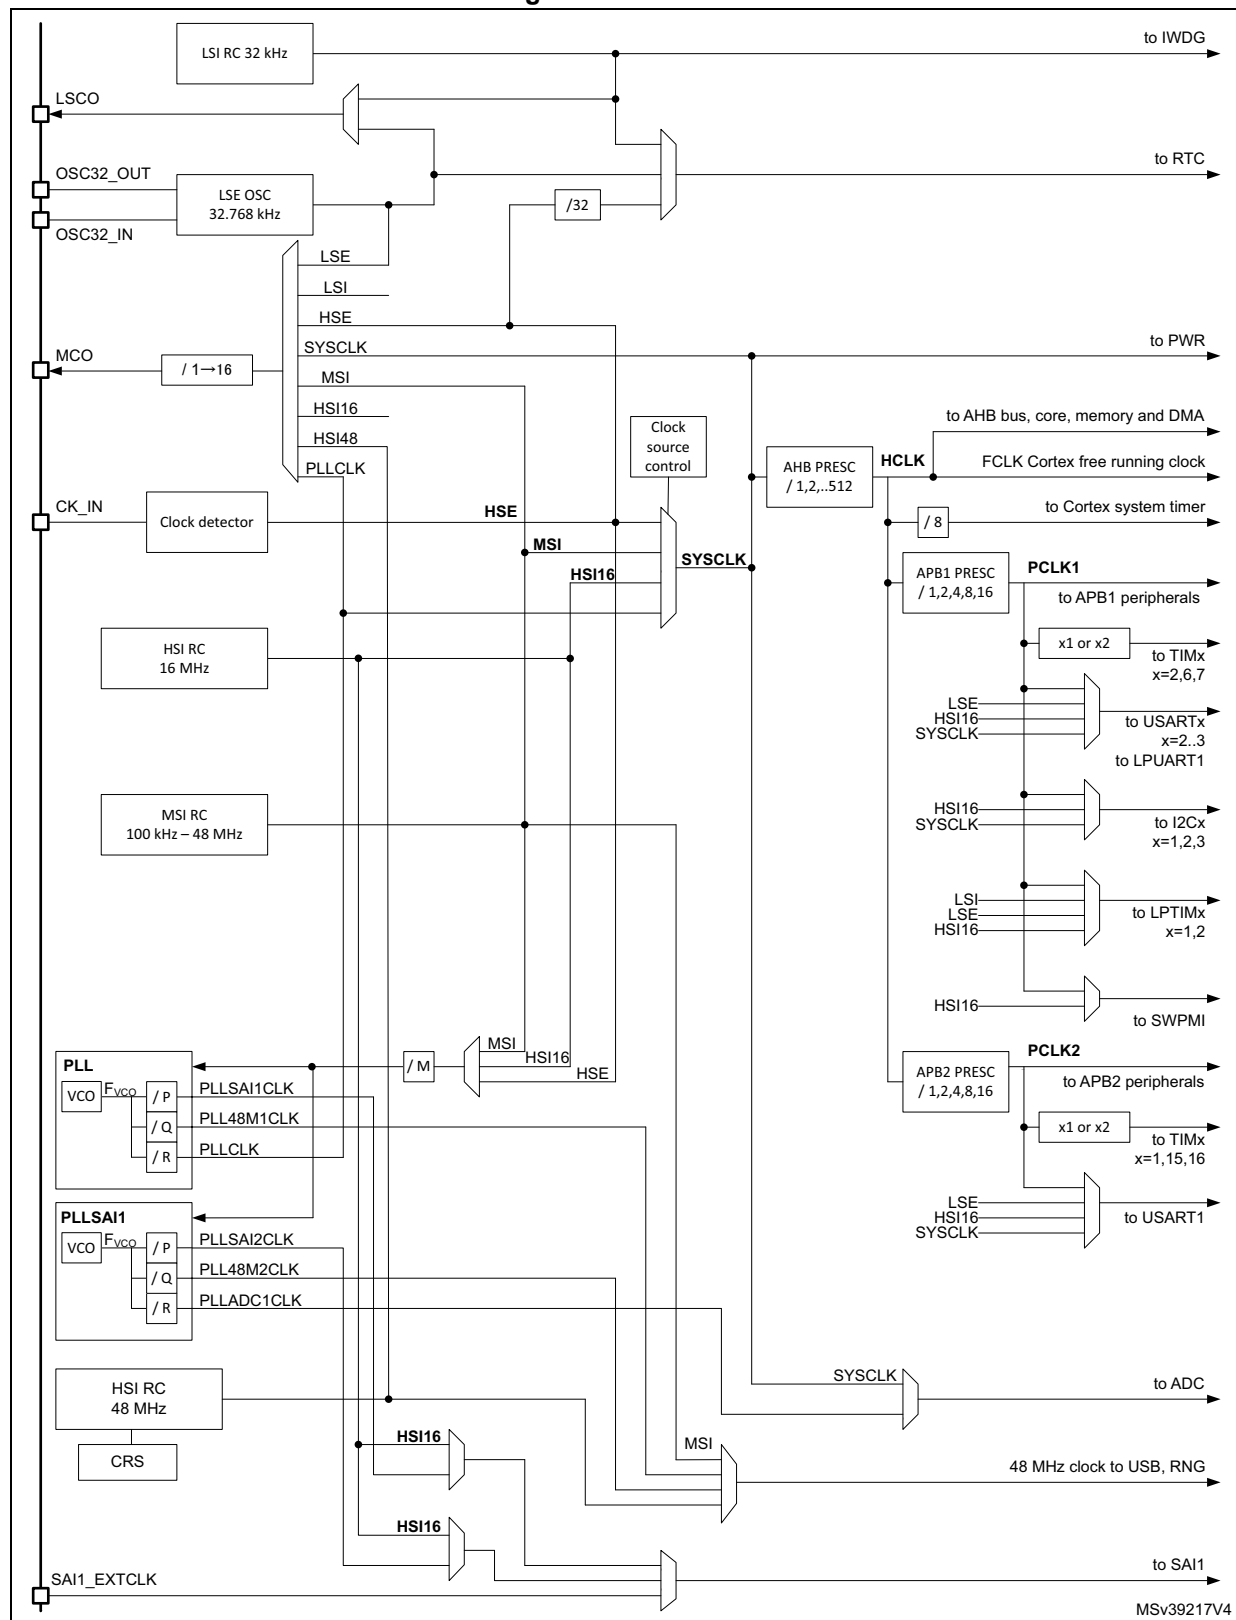 LSI RC 32 kHz
to IWDG
LSCO
OSC32_OUT
to RTC
LSE OSC
32.768 kHz
/32
OSC32_IN
LSE
LSI
HSE
SYSCLK
to PWR
MCO
/ 1→16
MSI
HSI16
to AHB bus, core, memory and DMA
Clock
source
control
HSI48
PLLCLK
AHB PRESC
/ 1,2,..512
HCLK
FCLK Cortex free running clock
CK_IN
Clock detector
HSE
to Cortex system timer
/ 8
MSI
SYSCLK
HSI16
APB1 PRESC
/ 1,2,4,8,16
PCLK1
to APB1 peripherals
HSI RC
16 MHz
x1 or x2
to TIMx
x=2,6,7
LSE
HSI16
SYSCLK
to USARTx
x=2..3
to LPUART1
MSI RC
100 kHz – 48 MHz
HSI16
SYSCLK
to I2Cx
x=1,2,3
LSI
LSE
HSI16
to LPTIMx
x=1,2
HSI16
to SWPMI
MSI
HSI16
HSE
/ M
PLL
VCO
FVCO
/ P
PLLSAI1CLK
/ Q
PLL48M1CLK
/ R
PLLCLK
APB2 PRESC
/ 1,2,4,8,16
PCLK2
to APB2 peripherals
x1 or x2
to TIMx
x=1,15,16
PLLSAI1
VCO
FVCO
/ P
PLLSAI2CLK
/ Q
PLL48M2CLK
/ R
PLLADC1CLK
LSE
HSI16
SYSCLK
to USART1
HSI RC
48 MHz
SYSCLK
to ADC
CRS
HSI16
MSI
48 MHz clock to USB, RNG
HSI16
SAI1_EXTCLK
to SAI1
MSv39217V4